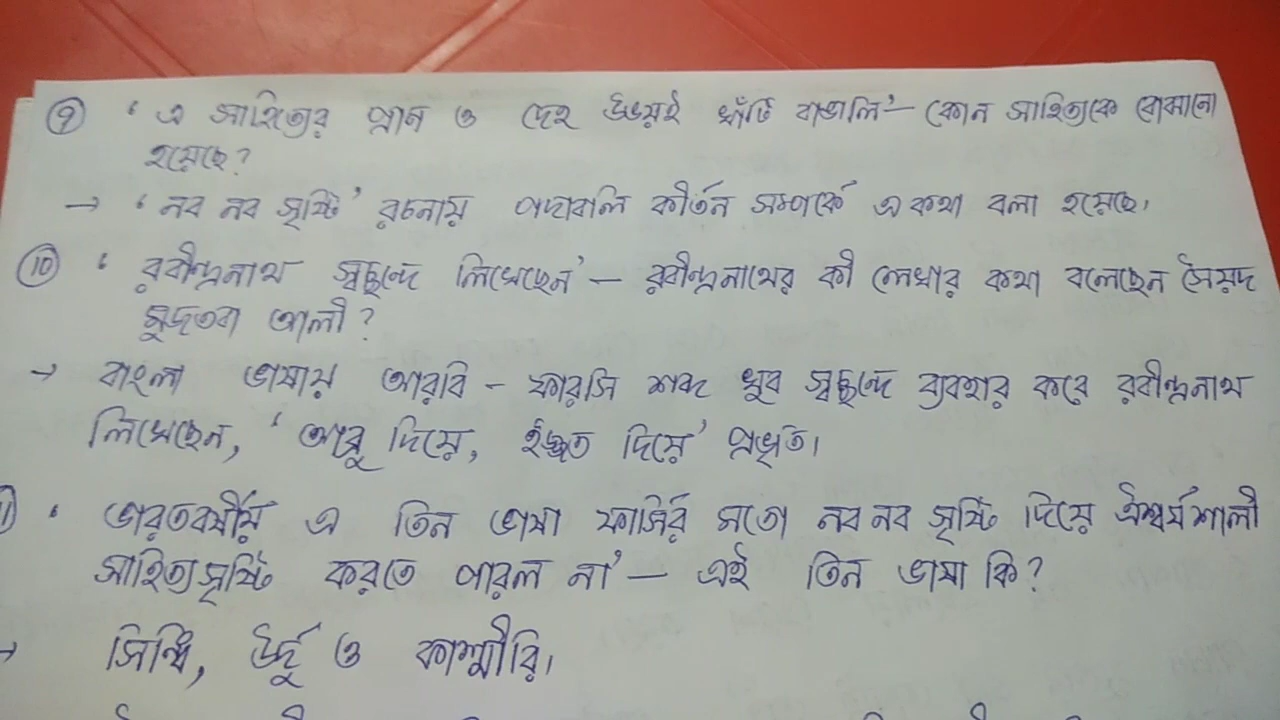 ৯ 'এ সাহিত্যের প্রান ও দেহ উভয়ই খাঁটি বাঙালি'— কোন সাহিত্যকে বোঝানো
হয়েছে?
→ 'নব নব সৃষ্টি' রচনায় পদাবলি কীর্তন সম্পর্কে এ কথা বলা হয়েছে।
10 'রবীন্দ্রনাথ স্বচ্ছন্দে লিখেছেন'— রবীন্দ্রনাথের কী লেখার কথা বলেছেন সৈয়দ
মুজতবা আলী?
→ বাংলা ভাষায় আরবি - ফারসি শব্দ খুব স্বচ্ছন্দে ব্যবহার করে রবীন্দ্রনাথ
লিখেছেন, 'আব্রু দিয়ে, ইজ্জত দিয়ে' প্রভৃতি।
'ভারতবর্ষীয় এ তিন ভাষা ফার্সির মতো নব নব সৃষ্টি দিয়ে ঐশ্বর্যশালী
সাহিত্যসৃষ্টি করতে পারল না'— এই তিন ভাষা কি?
→ সিন্ধি, উর্দূ ও কাশ্মীরি।